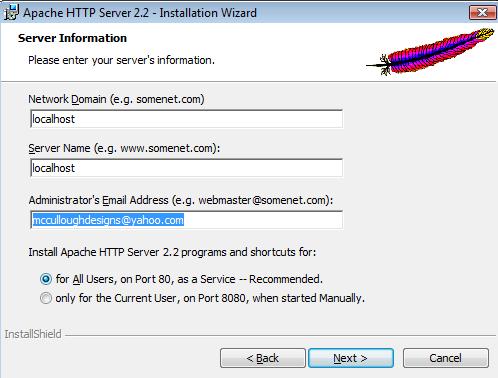 Apache HTTP Server 2.2 - Installation Wizard
Server Information
Please enter your server's information.
Network Domain (e.g. somenet.com)
localhost
Server Name (e.g. www.somenet.com):
localhost
Administrator's Email Address (e.g. webmaster@somenet.com):
mcculloughdesigns@yahoo.com
Install Apache HTTP Server 2.2 programs and shortcuts for:
for All Users, on Port 80, as a Service -- Recommended.
only for the Current User, on Port 8080, when started Manually.
InstallShield
< Back Next > Cancel